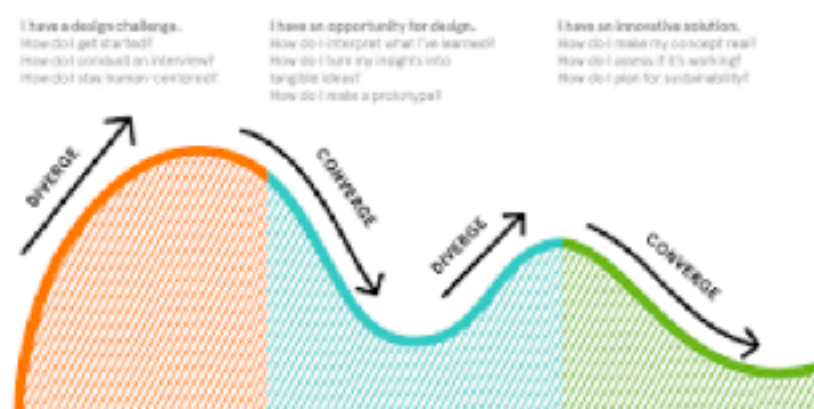 I have a design challenge.
How do I get started?
How do I conduct an interview?
How do I stay human-centered?
I have an opportunity for design.
How do I interpret what I've learned?
How do I turn my insights into
tangible ideas?
How do I make a prototype?
I have an innovative solution.
How do I make my concept real?
How do I assess if it's working?
How do I plan for sustainability?
DIVERGE
CONVERGE
DIVERGE
CONVERGE